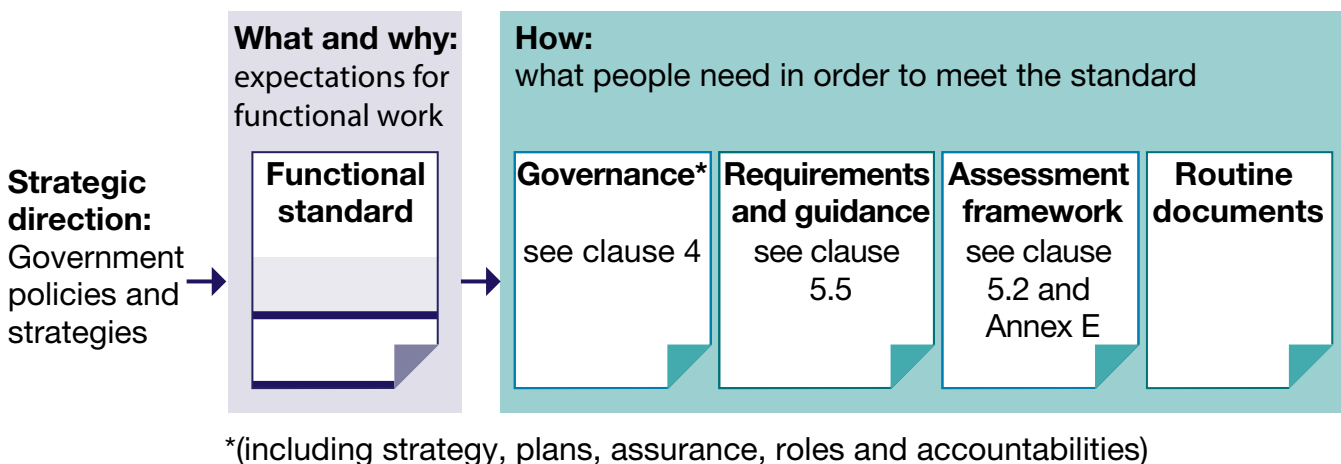 What and why:
expectations for
functional work
How:
what people need in order to meet the standard
Strategic
direction:
Government
policies and
strategies
Functional
standard
Governance*
see clause 4
Requirements
and guidance
see clause
5.5
Assessment
framework
see clause
5.2 and
Annex E
Routine
documents
*(including strategy, plans, assurance, roles and accountabilities)